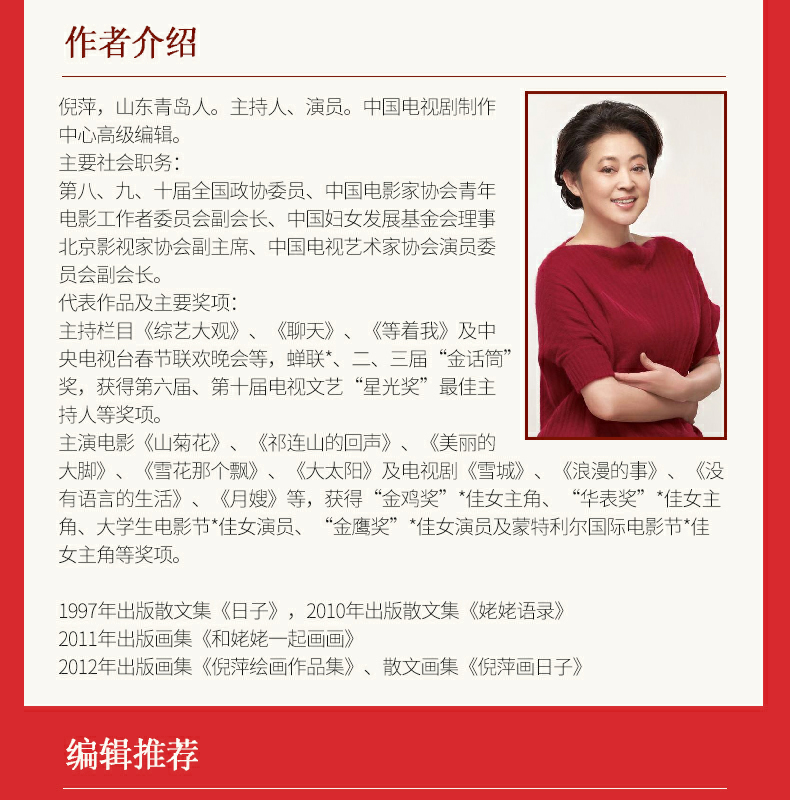 作者介绍
倪萍，山东青岛人。主持人、演员。中国电视剧制作
中心高级编辑。
主要社会职务：
第八、九、十届全国政协委员、中国电影家协会青年
电影工作者委员会副会长、中国妇女发展基金会理事
北京影视家协会副主席、中国电视艺术家协会演员委
员会副会长。
代表作品及主要奖项：
主持栏目《综艺大观》、《聊天》、《等着我》及中
央电视台春节联欢晚会等，蝉联*、二、三届“金话筒”
奖，获得第六届、第十届电视文艺“星光奖”最佳主
持人等奖项。
主演电影《山菊花》、《祁连山的回声》、《美丽的
大脚》、《雪花那个飘》、《大太阳》及电视剧《雪城》、《浪漫的事》、《没
有语言的生活》、《月嫂》等，获得“金鸡奖”*佳女主角、“华表奖”*佳女主
角、大学生电影节*佳女演员、“金鹰奖”*佳女演员及蒙特利尔国际电影节*佳
女主角等奖项。
1997年出版散文集《日子》，2010年出版散文集《姥姥语录》
2011年出版画集《和姥姥一起画画》
2012年出版画集《倪萍绘画作品集》、散文画集《倪萍画日子》
编辑推荐